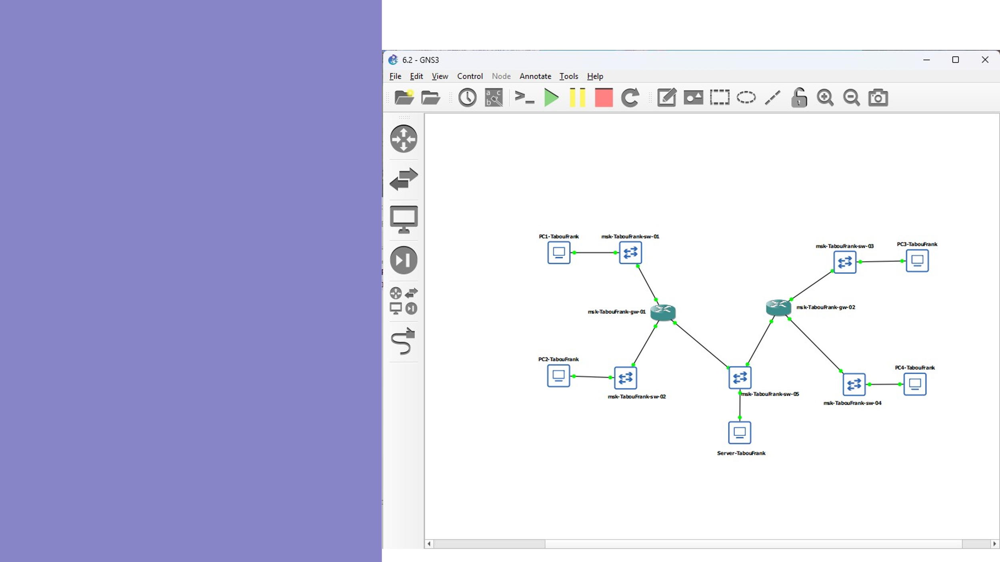 6.2 - GNS3
File Edit View Control Node Annotate Tools Help
a c
b
PC1-TabouFrank
msk-TabouFrank-sw-01
PC3-TabouFrank
msk-TabouFrank-sw-03
msk-TabouFrank-gw-01
msk-TabouFrank-gw-02
PC2-TabouFrank
PC4-TabouFrank
msk-TabouFrank-sw-05
msk-TabouFrank-sw-02
msk-TabouFrank-sw-04
Server-TabouFrank